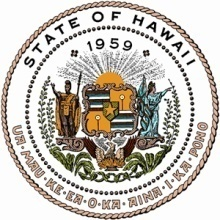 STATE OF HAWAII
1959
UA MAU KE EA O KA AINA I KA PONO